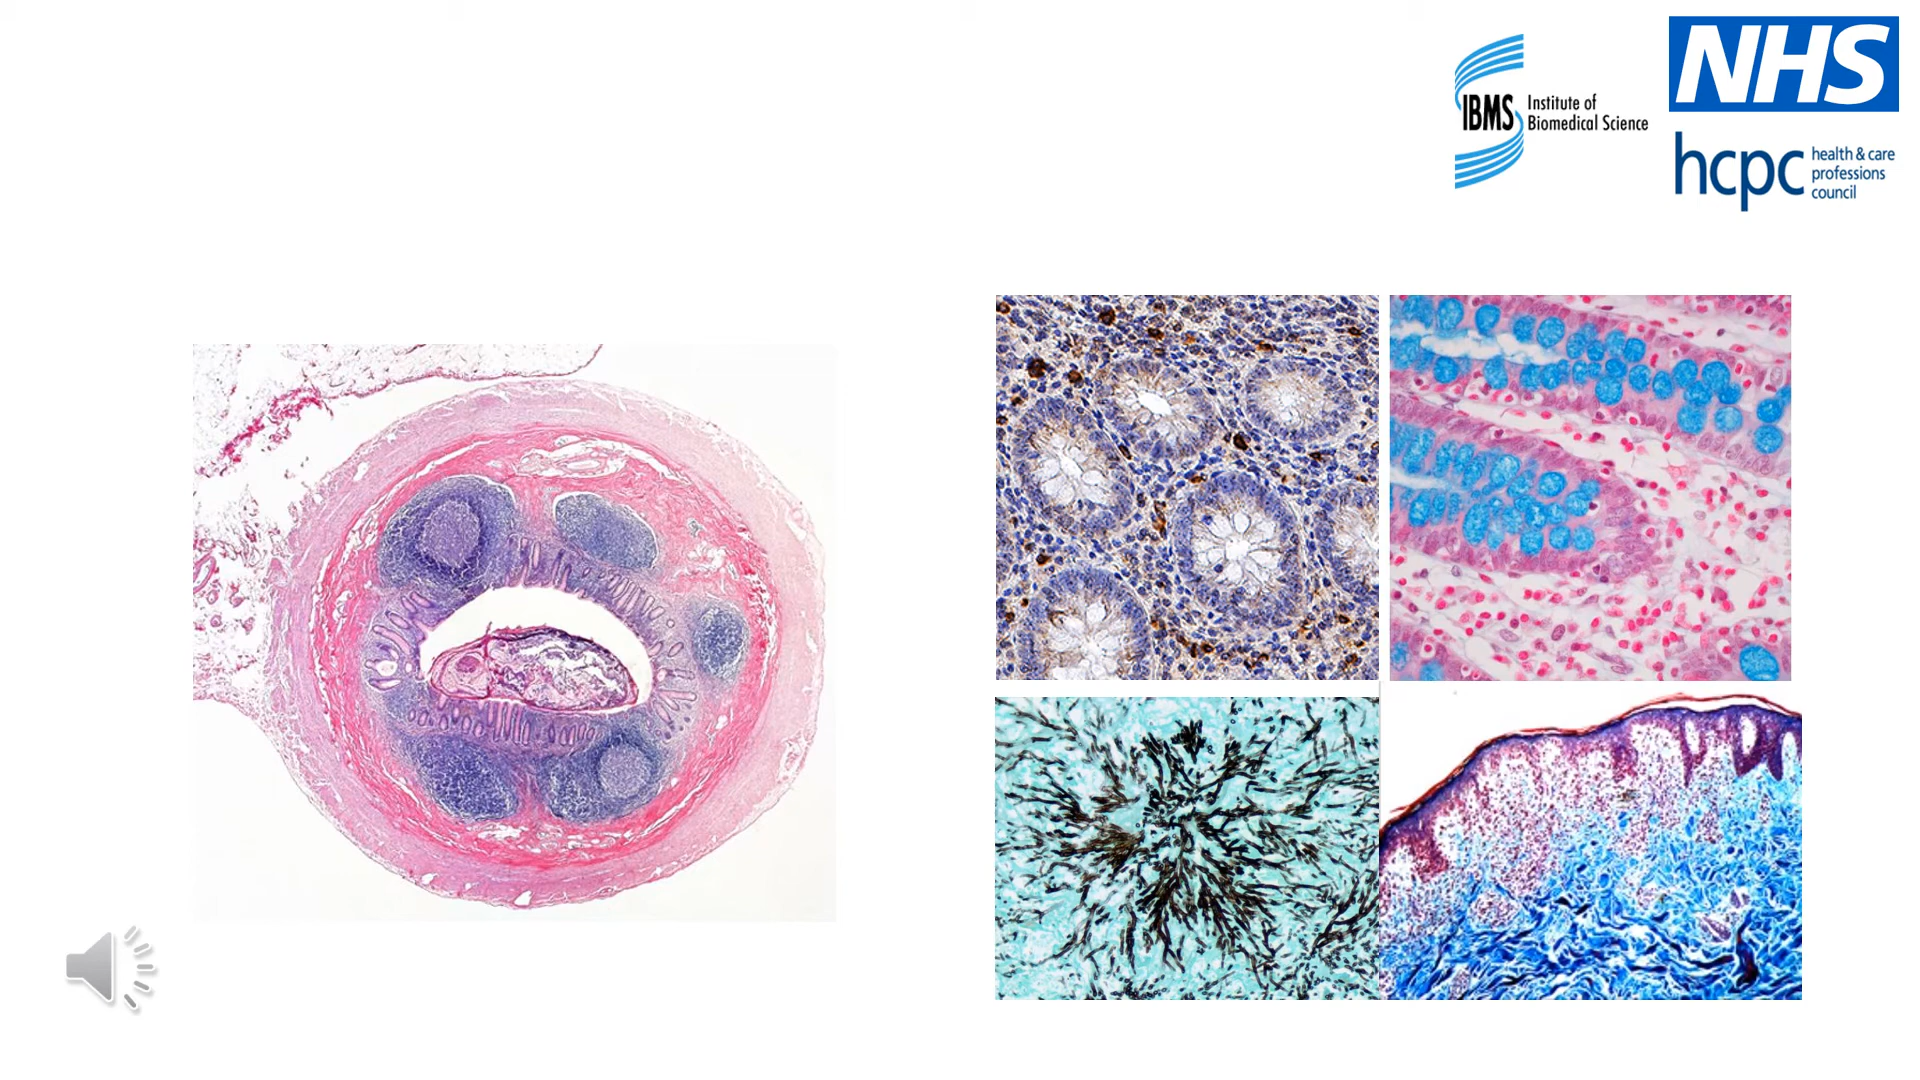 IBMS
Institute of
Biomedical Science
NHS
hcpc
health & care
professions
council